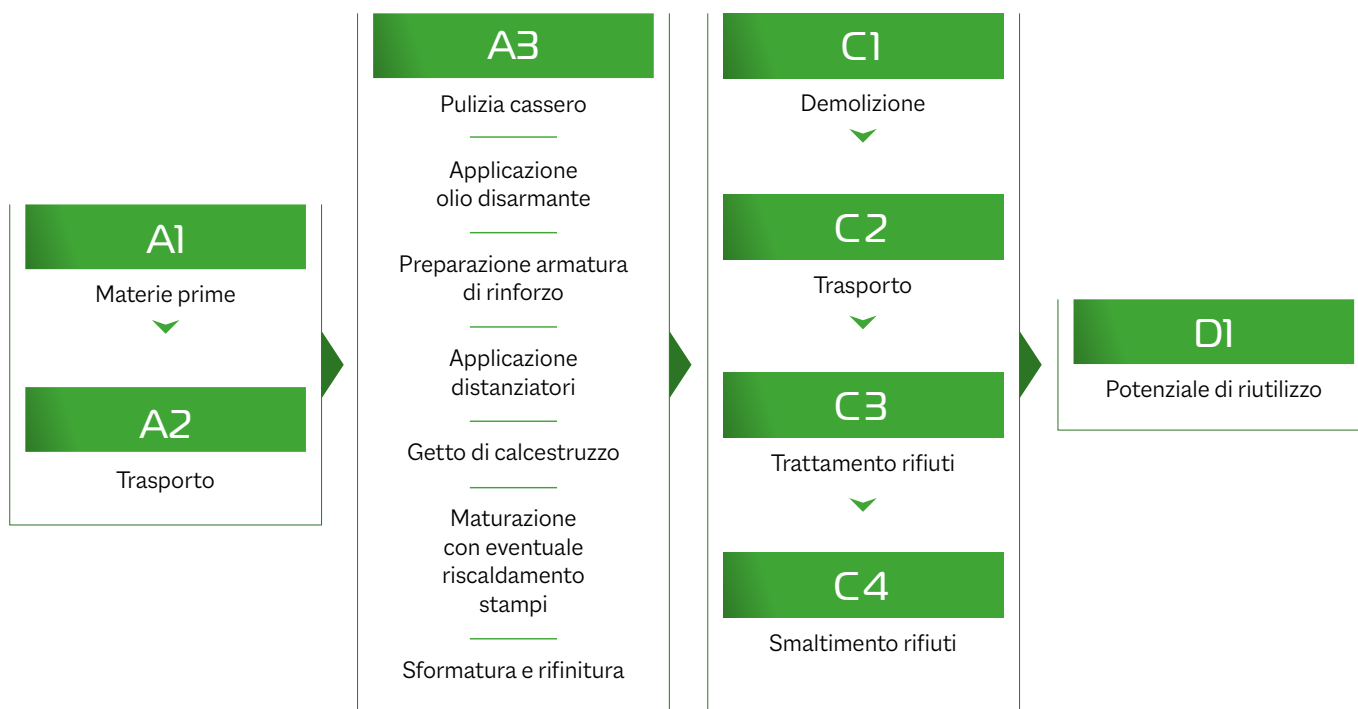 A1
Materie prime
A2
Trasporto
A3
Pulizia cassero
Applicazione
olio disarmante
Preparazione armatura
di rinforzo
Applicazione
distanziatori
Getto di calcestruzzo
Maturazione
con eventuale
riscaldamento
stampi
Sformatura e rifinitura
C1
Demolizione
C2
Trasporto
C3
Trattamento rifiuti
C4
Smaltimento rifiuti
D1
Potenziale di riutilizzo